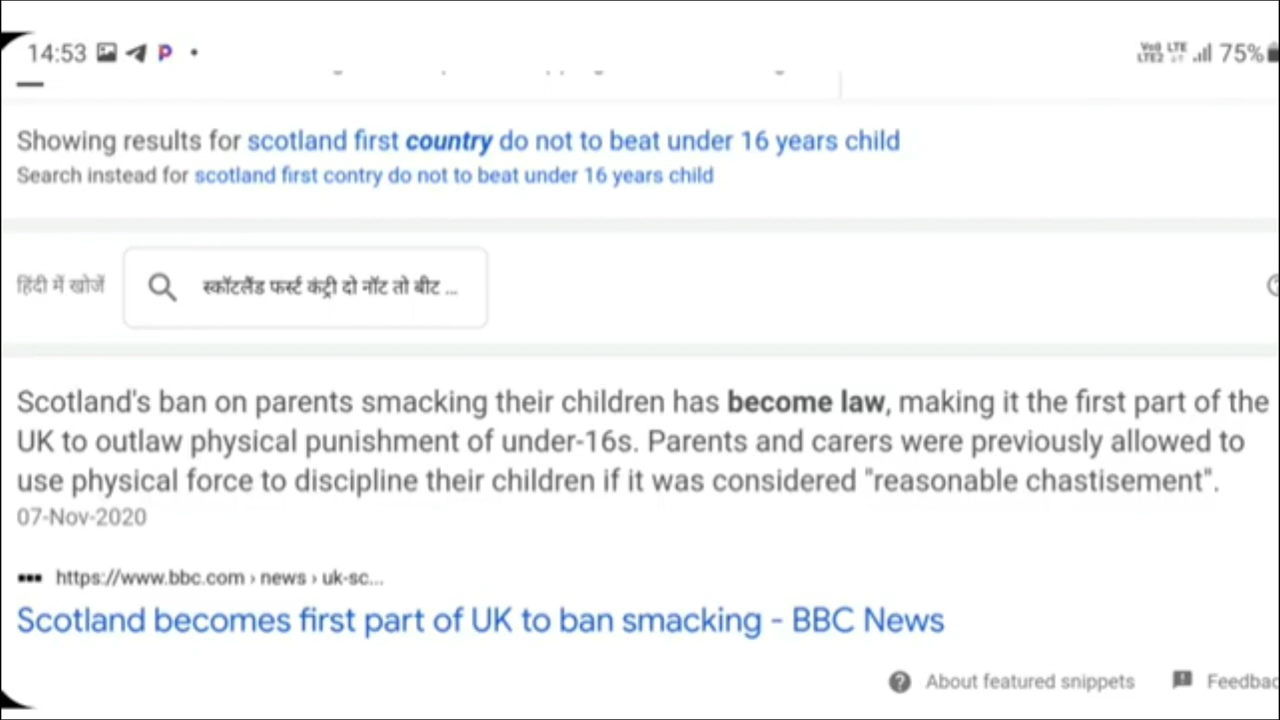 14:53
Vo9 LTE
LTE2
75%
Showing results for scotland first country do not to beat under 16 years child
Search instead for scotland first contry do not to beat under 16 years child
हिंदी में खोजें
स्कॉटलैंड फर्स्ट कंट्री दो नॉट तो बीट ...
Scotland's ban on parents smacking their children has become law, making it the first part of the
UK to outlaw physical punishment of under-16s. Parents and carers were previously allowed to
use physical force to discipline their children if it was considered "reasonable chastisement".
07-Nov-2020
https://www.bbc.com › news › uk-sc...
Scotland becomes first part of UK to ban smacking - BBC News
About featured snippets
Feedbac